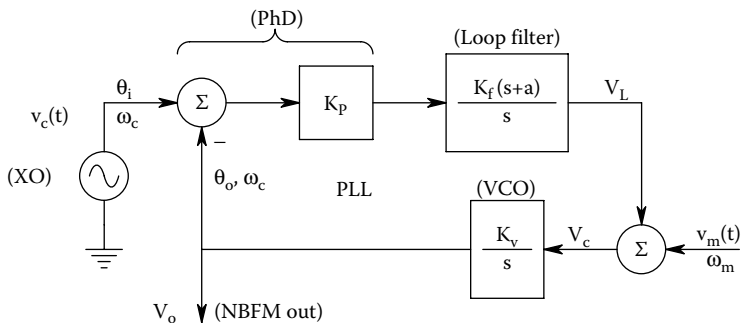 (PhD)
(Loop filter)
θi
Σ
KP
Kf (s+a)
s
VL
vc(t)
ωc
(XO)
–
θo, ωc
PLL
(VCO)
Kv
s
Vc
Σ
vm(t)
ωm
Vo
(NBFM out)